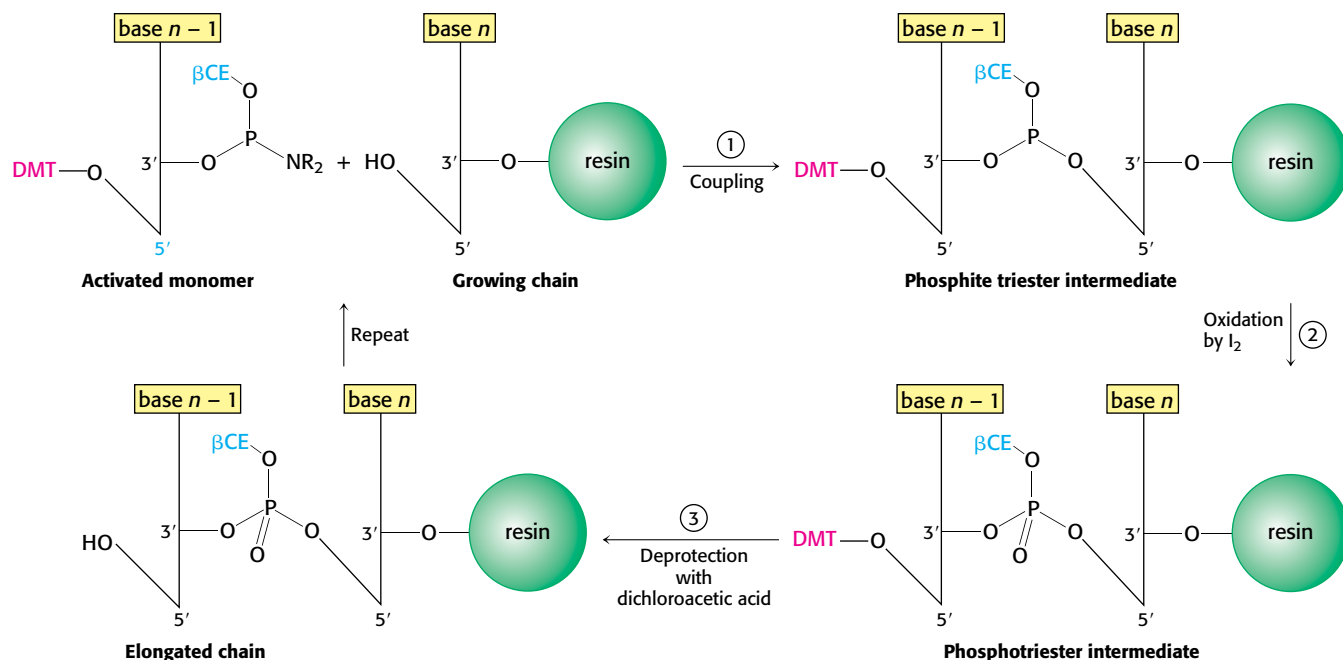 base n – 1
base n
βCE
O
P
DMT—O
3′
O
NR₂
+
HO
3′
O
resin
5′
5′
Activated monomer
Growing chain
①
Coupling
base n – 1
base n
βCE
O
P
DMT—O
3′
O
O
3′
O
resin
5′
5′
Phosphite triester intermediate
Repeat
Oxidation
by I₂
②
base n – 1
base n
βCE
O
P
HO
3′
O
O
O
3′
O
resin
5′
5′
Elongated chain
③
Deprotection
with
dichloroacetic acid
base n – 1
base n
βCE
O
P
DMT—O
3′
O
O
O
3′
O
resin
5′
5′
Phosphotriester intermediate